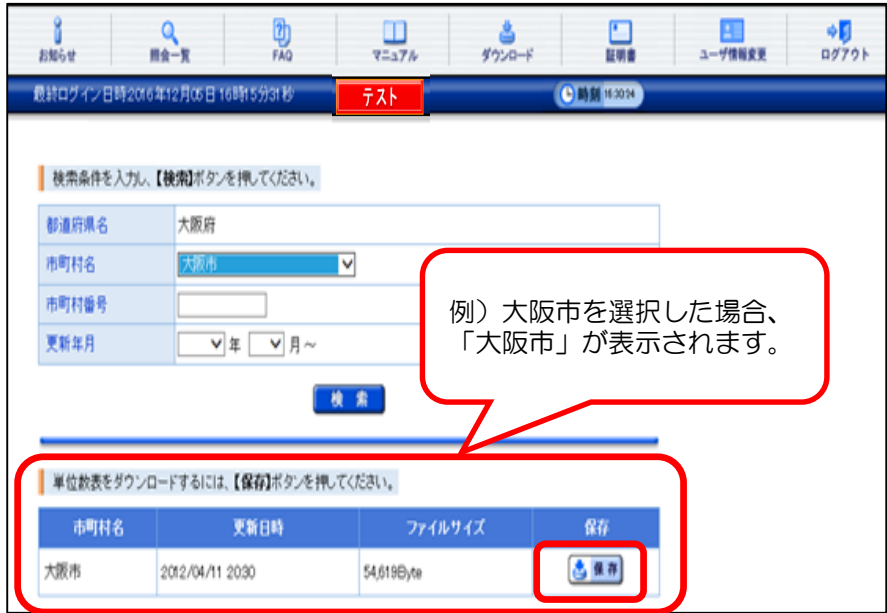 お知らせ 照会一覧 FAQ マニュアル ダウンロード 証明書 ユーザ情報変更 ログアウト
最終ログイン日時2016年12月05日 16時15分31秒 テスト 時刻 16:30:24
検索条件を入力し、【検索】ボタンを押してください。
都道府県名 大阪府
市町村名 大阪市
市町村番号
更新年月 年 月～
例）大阪市を選択した場合、
「大阪市」が表示されます。
検 索
単位数表をダウンロードするには、【保存】ボタンを押してください。
市町村名 更新日時 ファイルサイズ 保存
大阪市 2012/04/11 2030 54,619Byte 保存